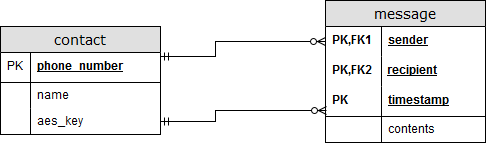 contact
PK phone_number
name
aes_key
message
PK,FK1 sender
PK,FK2 recipient
PK timestamp
contents